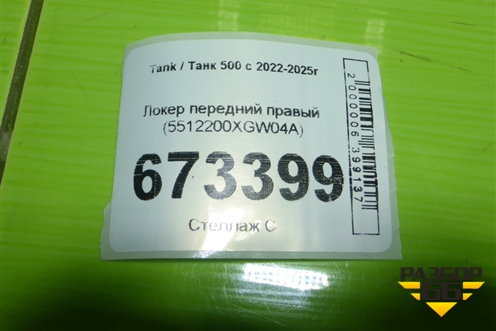 Tank / Танк 500 с 2022-2025г
Локер передний правый
(5512200XGW04A)
673399
Стеллаж С
2000006399137
РАЗБОР
66